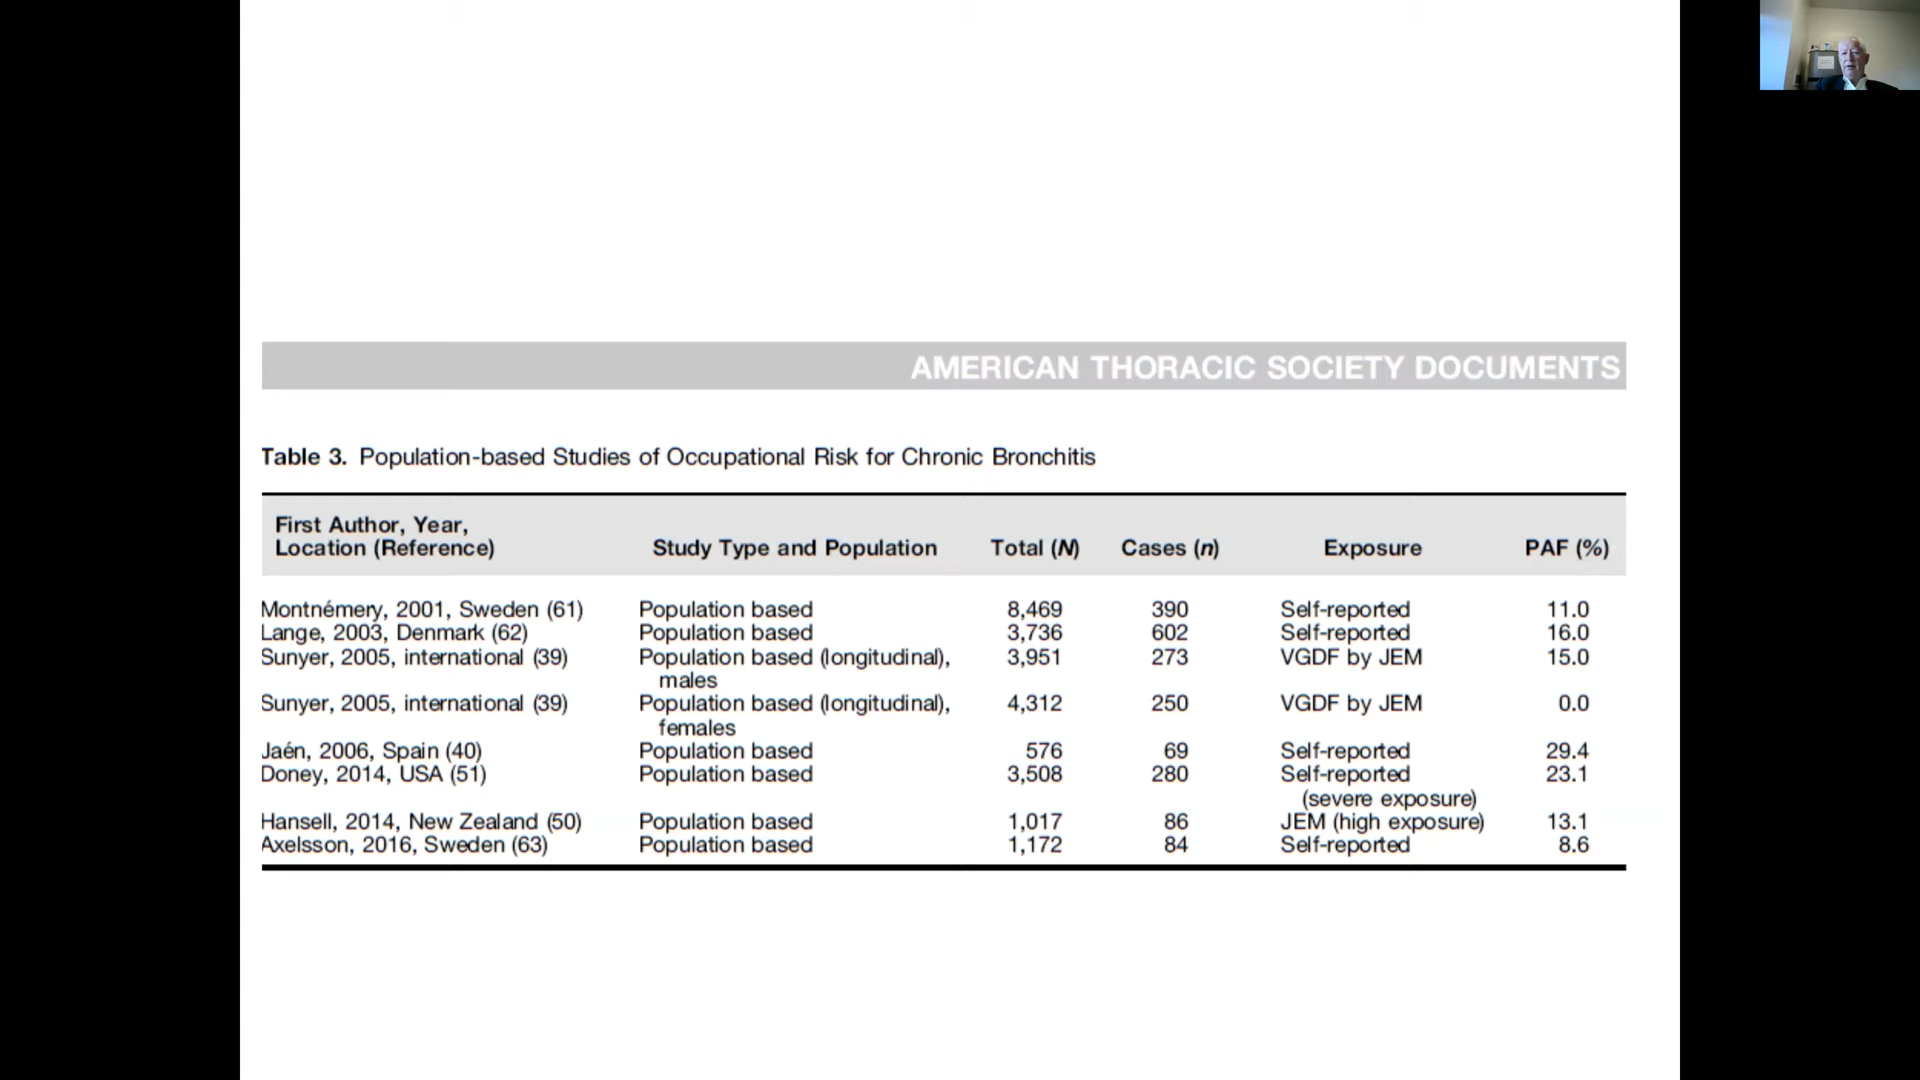 AMERICAN THORACIC SOCIETY DOCUMENTS
Table 3. Population-based Studies of Occupational Risk for Chronic Bronchitis
First Author, Year,
Location (Reference) Study Type and Population Total (N) Cases (n) Exposure PAF (%)
Montnémery, 2001, Sweden (61) Population based 8,469 390 Self-reported 11.0
Lange, 2003, Denmark (62) Population based 3,736 602 Self-reported 16.0
Sunyer, 2005, international (39) Population based (longitudinal), 3,951 273 VGDF by JEM 15.0
males
Sunyer, 2005, international (39) Population based (longitudinal), 4,312 250 VGDF by JEM 0.0
females
Jaén, 2006, Spain (40) Population based 576 69 Self-reported 29.4
Doney, 2014, USA (51) Population based 3,508 280 Self-reported 23.1
(severe exposure)
Hansell, 2014, New Zealand (50) Population based 1,017 86 JEM (high exposure) 13.1
Axelsson, 2016, Sweden (63) Population based 1,172 84 Self-reported 8.6